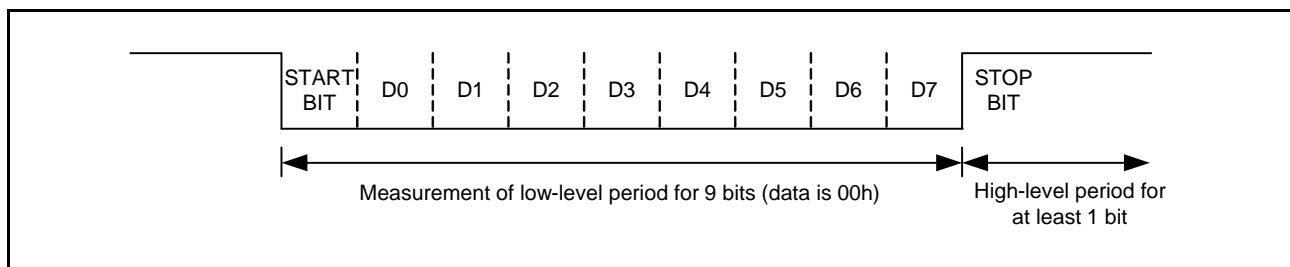 START
BIT
D0
D1
D2
D3
D4
D5
D6
D7
STOP
BIT
Measurement of low-level period for 9 bits (data is 00h)
High-level period for
at least 1 bit